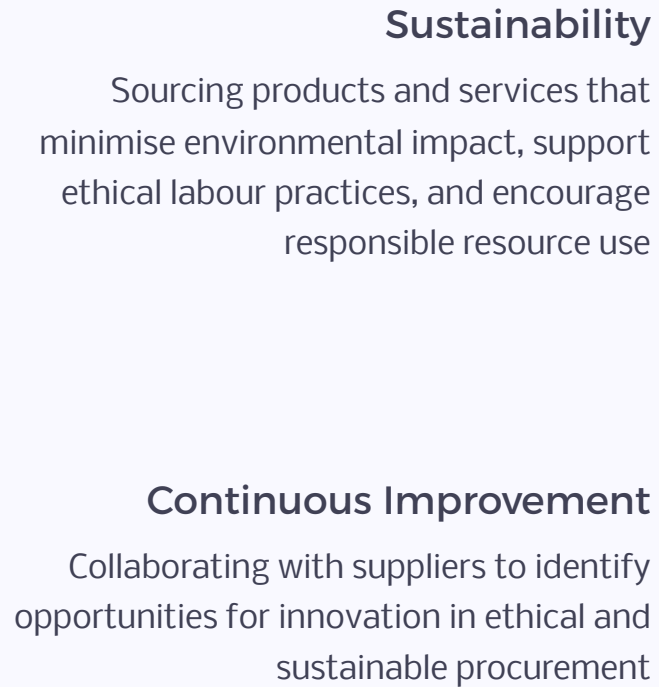 Sustainability
Sourcing products and services that
minimise environmental impact, support
ethical labour practices, and encourage
responsible resource use
Continuous Improvement
Collaborating with suppliers to identify
opportunities for innovation in ethical and
sustainable procurement